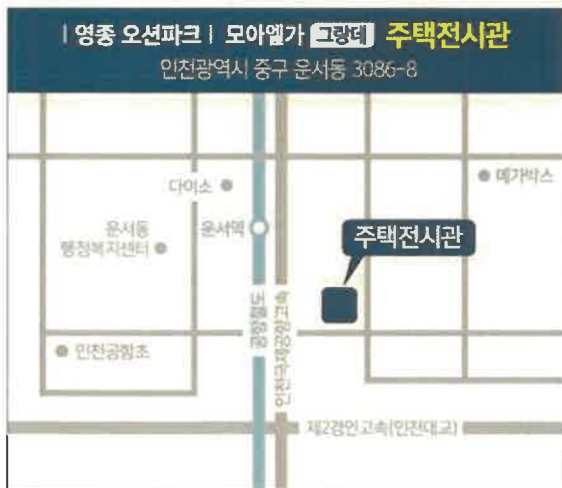 | 영종 오션파크 | 모아엘가 그랑데 주택전시관
인천광역시 중구 운서동 3086-8
다이소
메가박스
운서동
행정복지센터
운서역
주택전시관
공항철도
인천국제공항고속
인천공항초
제2경인고속(인천대교)